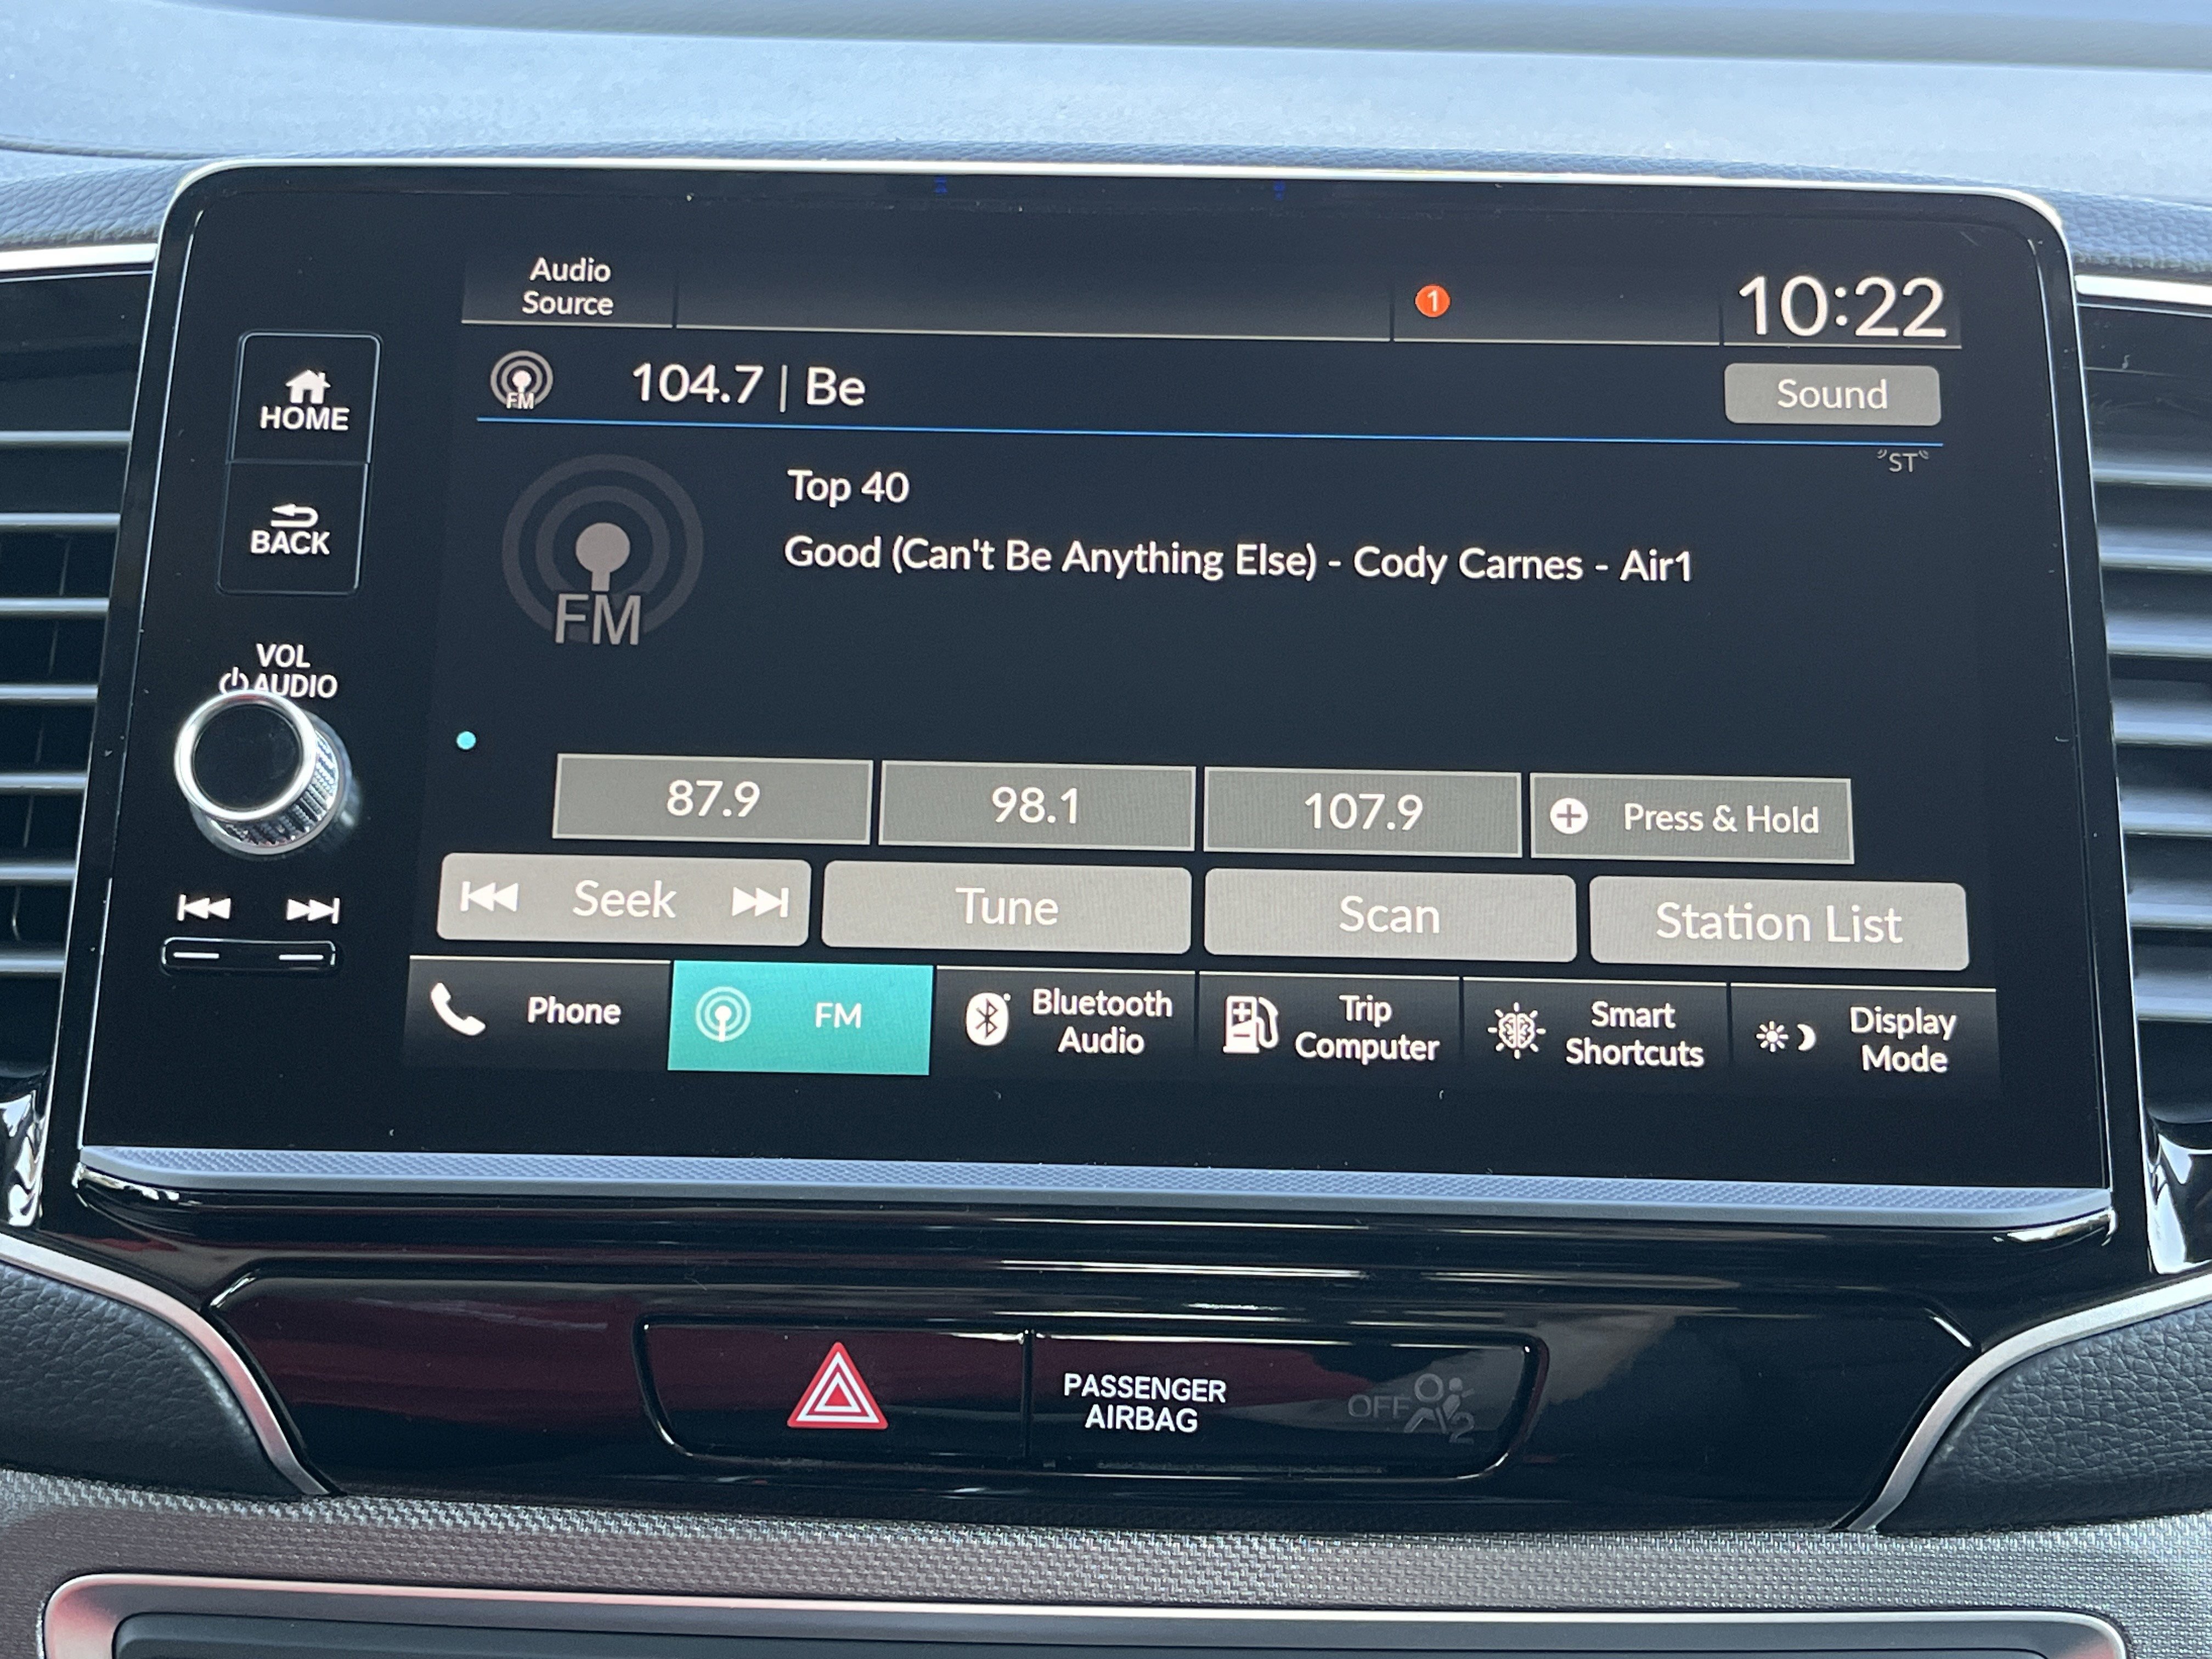 Audio
Source
1
10:22
FM
104.7 | Be
Sound
ST
HOME
BACK
FM
Top 40
Good (Can't Be Anything Else) - Cody Carnes - Air1
VOL
AUDIO
87.9
98.1
107.9
Press & Hold
Seek
Tune
Scan
Station List
Phone
FM
Bluetooth
Audio
Trip
Computer
Smart
Shortcuts
Display
Mode
PASSENGER
AIRBAG
OFF
2